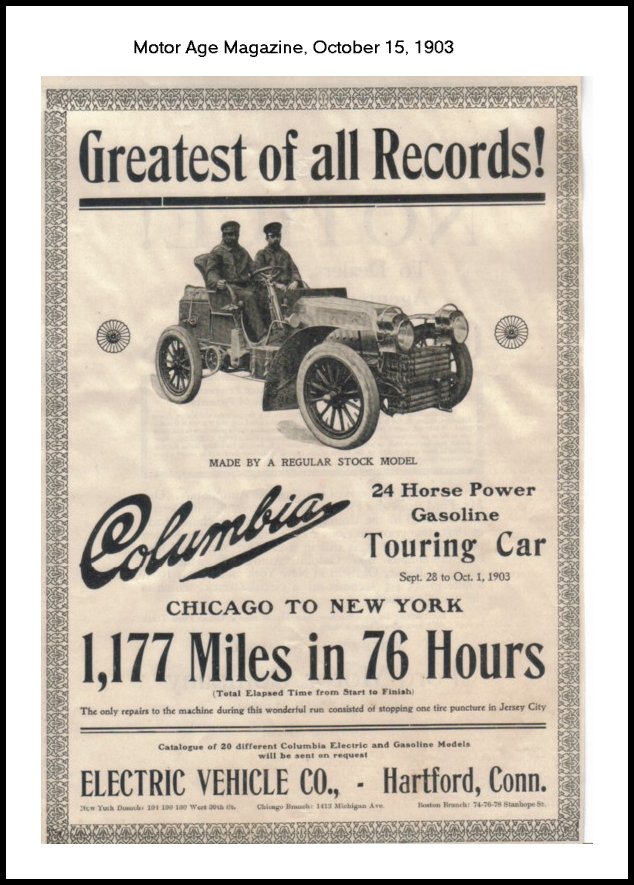 Motor Age Magazine, October 15, 1903
Greatest of all Records!
MADE BY A REGULAR STOCK MODEL
Columbia
24 Horse Power
Gasoline
Touring Car
Sept. 28 to Oct. 1, 1903
CHICAGO TO NEW YORK
1,177 Miles in 76 Hours
(Total Elapsed Time from Start to Finish)
The only repairs to the machine during this wonderful run consisted of stopping one tire puncture in Jersey City
Catalogue of 20 different Columbia Electric and Gasoline Models
will be sent on request
ELECTRIC VEHICLE CO., - Hartford, Conn.
New York Branch: West St. Chicago Branch: 1413 Michigan Ave. Boston Branch: 74-76-78 Stanhope St.